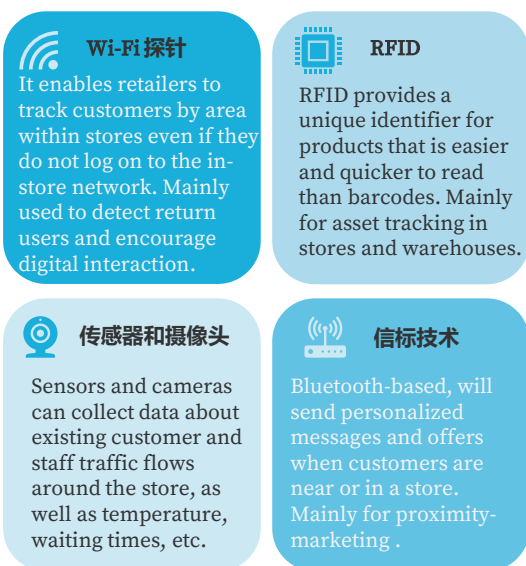 Wi-Fi 探针
It enables retailers to
track customers by area
within stores even if they
do not log on to the in-
store network. Mainly
used to detect return
users and encourage
digital interaction.
RFID
RFID provides a
unique identifier for
products that is easier
and quicker to read
than barcodes. Mainly
for asset tracking in
stores and warehouses.
传感器和摄像头
Sensors and cameras
can collect data about
existing customer and
staff traffic flows
around the store, as
well as temperature,
waiting times, etc.
信标技术
Bluetooth-based, will
send personalized
messages and offers
when customers are
near or in a store.
Mainly for proximity-
marketing .